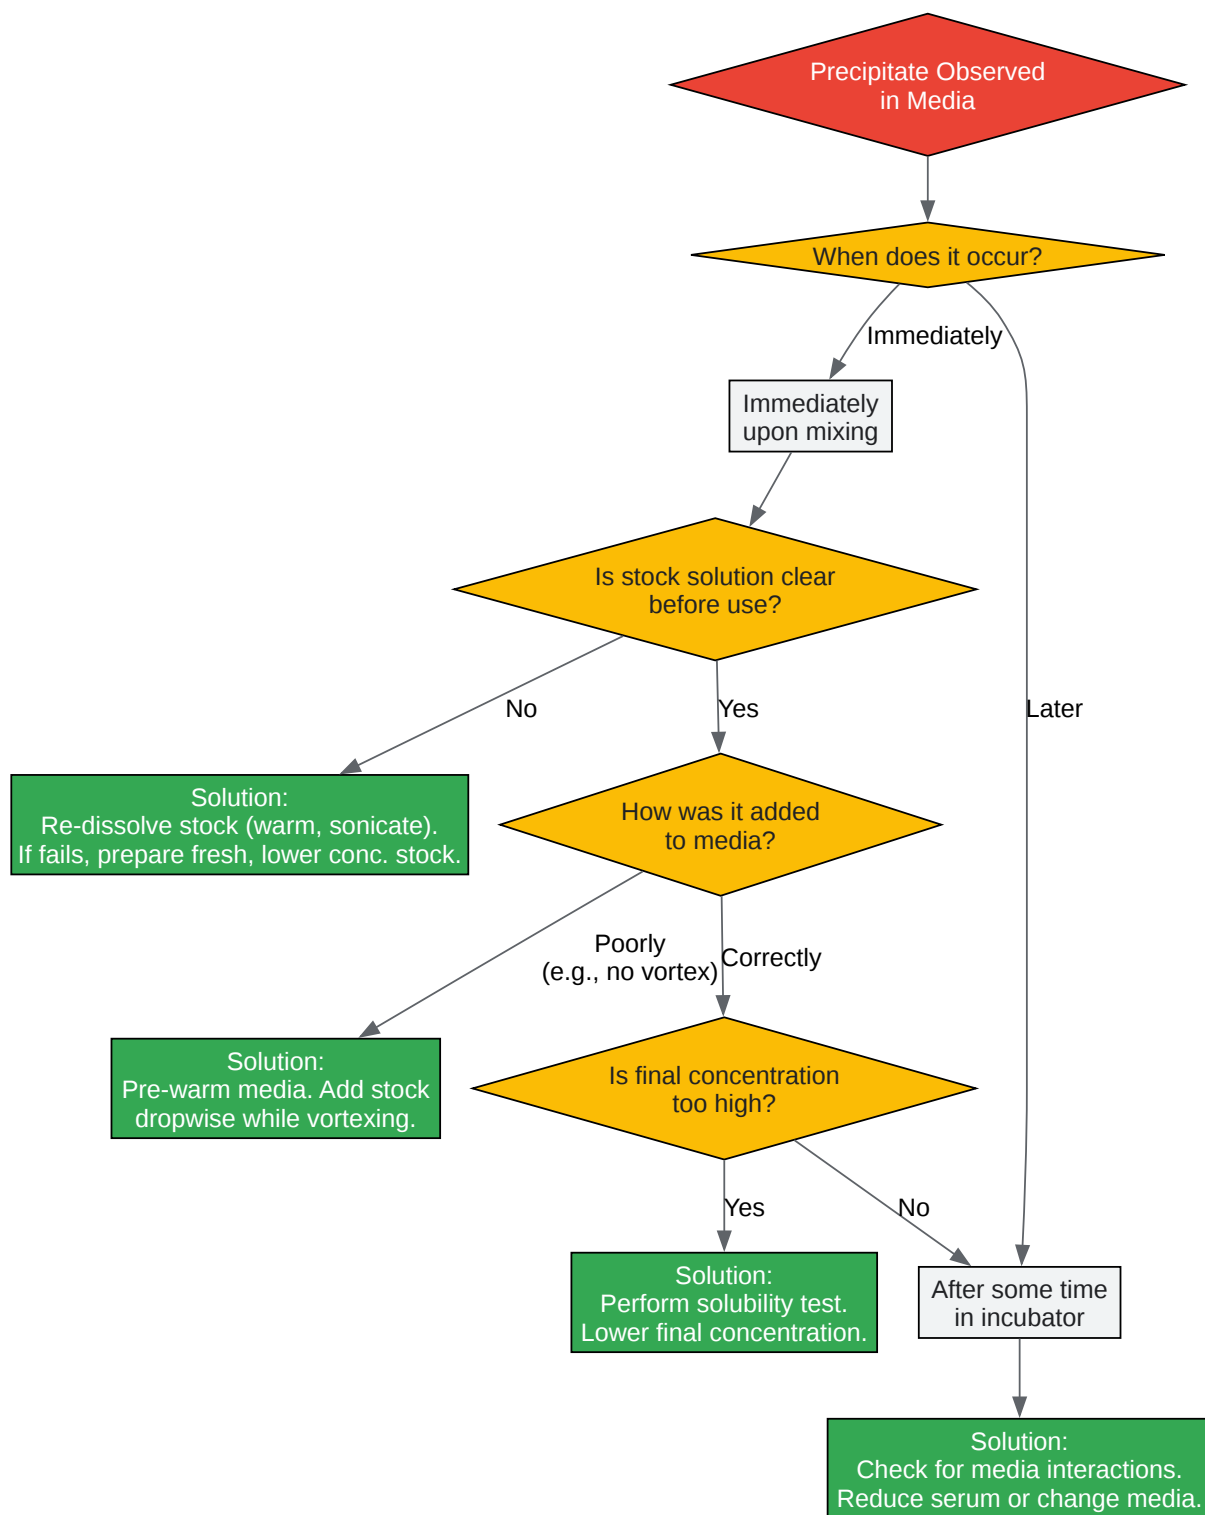 Precipitate Observed
in Media
When does it occur?
Immediately
Immediately
upon mixing
Is stock solution clear
before use?
No
Yes
Later
Solution:
Re-dissolve stock (warm, sonicate).
If fails, prepare fresh, lower conc. stock.
How was it added
to media?
Poorly
(e.g., no vortex)
Correctly
Solution:
Pre-warm media. Add stock
dropwise while vortexing.
Is final concentration
too high?
Yes
No
Solution:
Perform solubility test.
Lower final concentration.
After some time
in incubator
Solution:
Check for media interactions.
Reduce serum or change media.